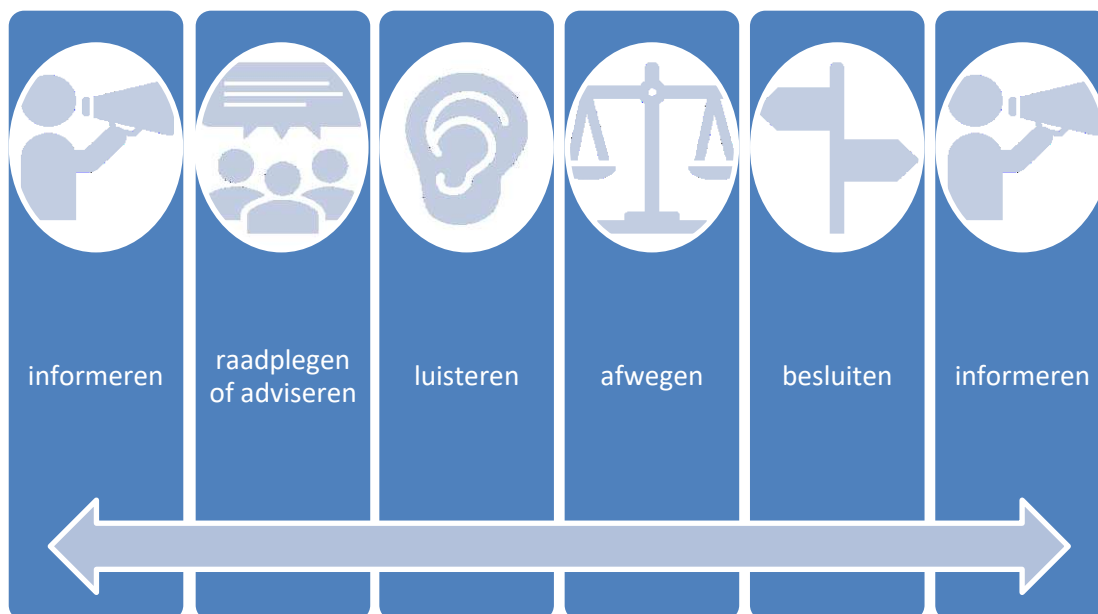 informeren
raadplegen
of adviseren
luisteren
afwegen
besluiten
informeren